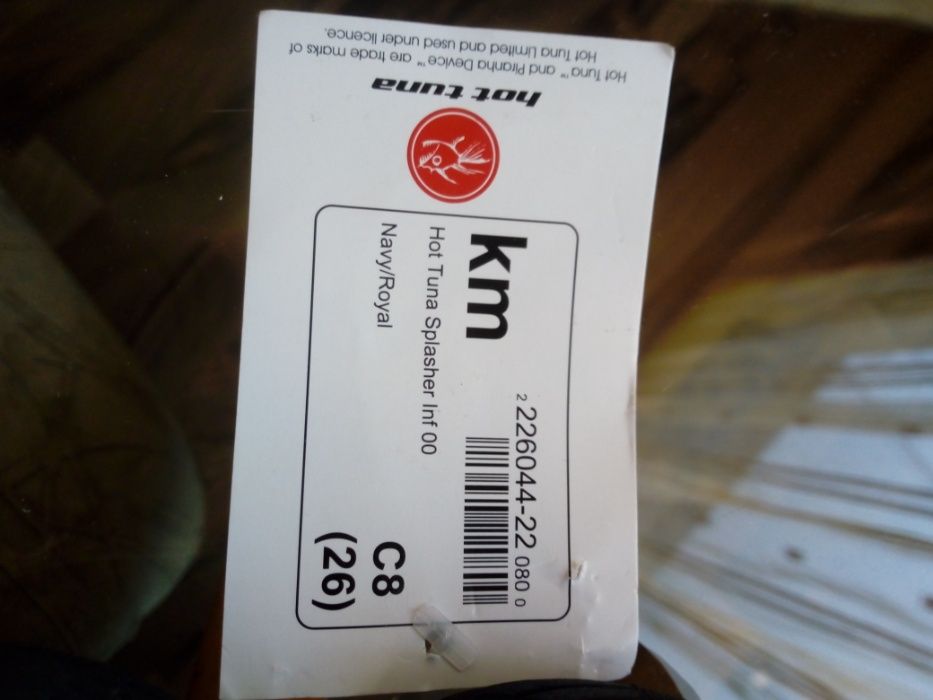 Hot Tuna™ and Piranha Device™ are trade marks of
Hot Tuna Limited and used under licence.
hot tuna
km
2 226044-22 080 0
Hot Tuna Splasher Inf 00
Navy/Royal
C8
(26)